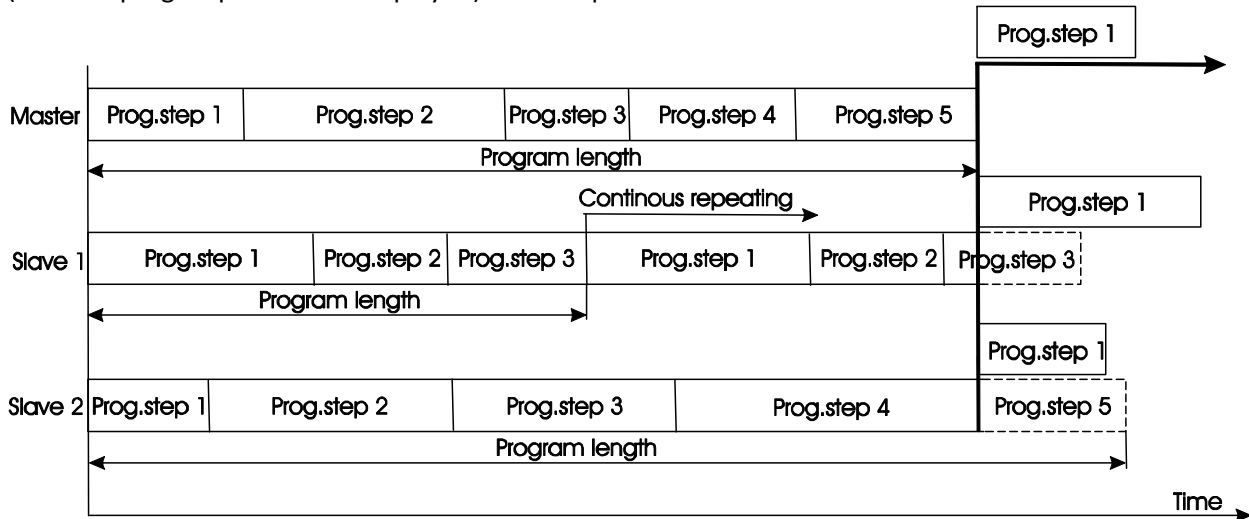 Prog.step 1
Master Prog.step 1 Prog.step 2 Prog.step 3 Prog.step 4 Prog.step 5
Program length
Continous repeating
Prog.step 1
Slave 1 Prog.step 1 Prog.step 2 Prog.step 3 Prog.step 1 Prog.step 2 Prog.step 3
Program length
Prog.step 1
Slave 2 Prog.step 1 Prog.step 2 Prog.step 3 Prog.step 4 Prog.step 5
Program length
Time